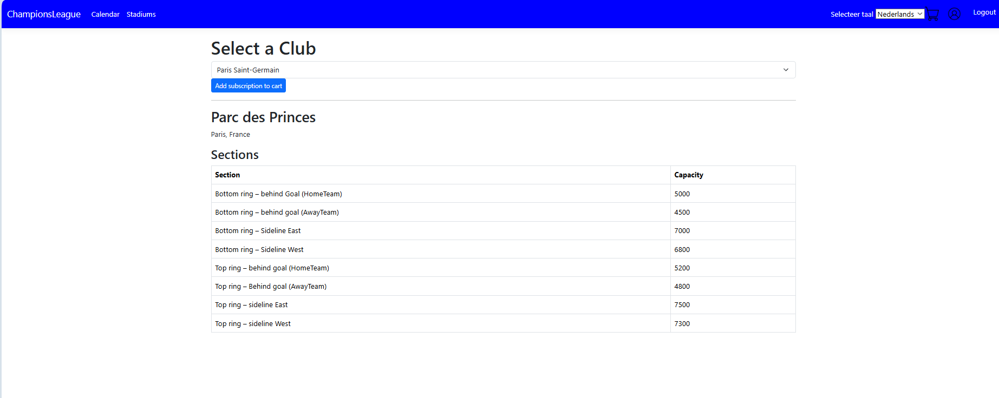 ChampionsLeague Calendar Stadiums Selecteer taal Nederlands Logout
Select a Club
Paris Saint-Germain
Add subscription to cart
Parc des Princes
Paris, France
Sections
Section Capacity
Bottom ring – behind Goal (HomeTeam) 5000
Bottom ring – behind goal (AwayTeam) 4500
Bottom ring – Sideline East 7000
Bottom ring – Sideline West 6800
Top ring – behind goal (HomeTeam) 5200
Top ring – Behind goal (AwayTeam) 4800
Top ring – sideline East 7500
Top ring – sideline West 7300